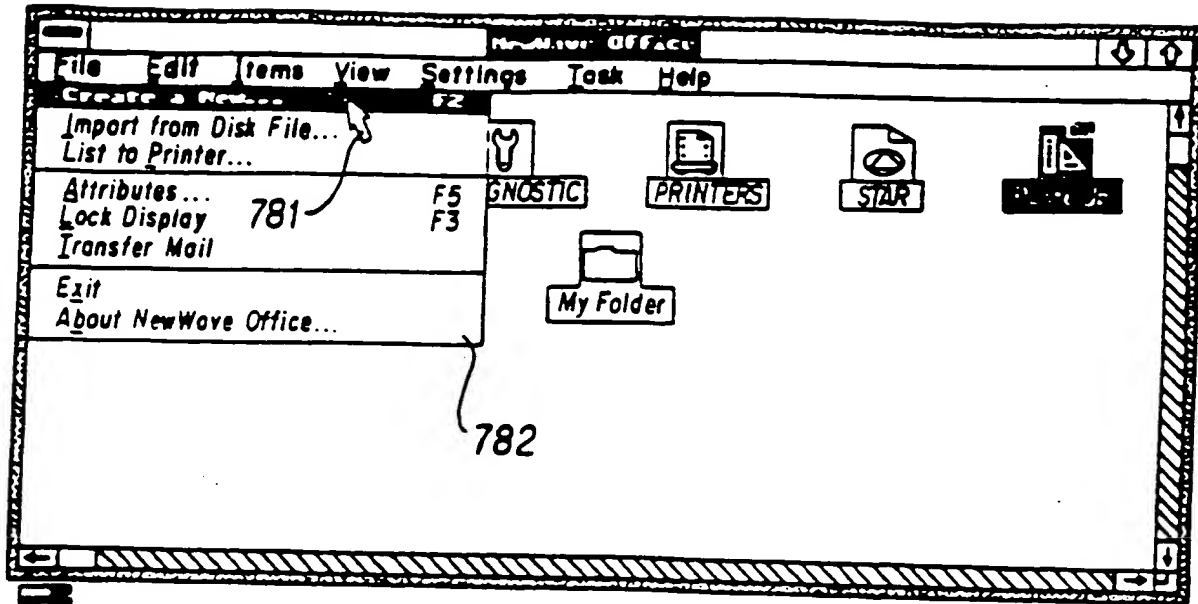 NewWave Office
File Edit Items View Settings Task Help
Create a New... F2
Import from Disk File...
List to Printer...
Attributes... F5
Lock Display F3
Transfer Mail
Exit
About NewWave Office...
781
782
GNOSTIC
PRINTERS
STAR
My Folder